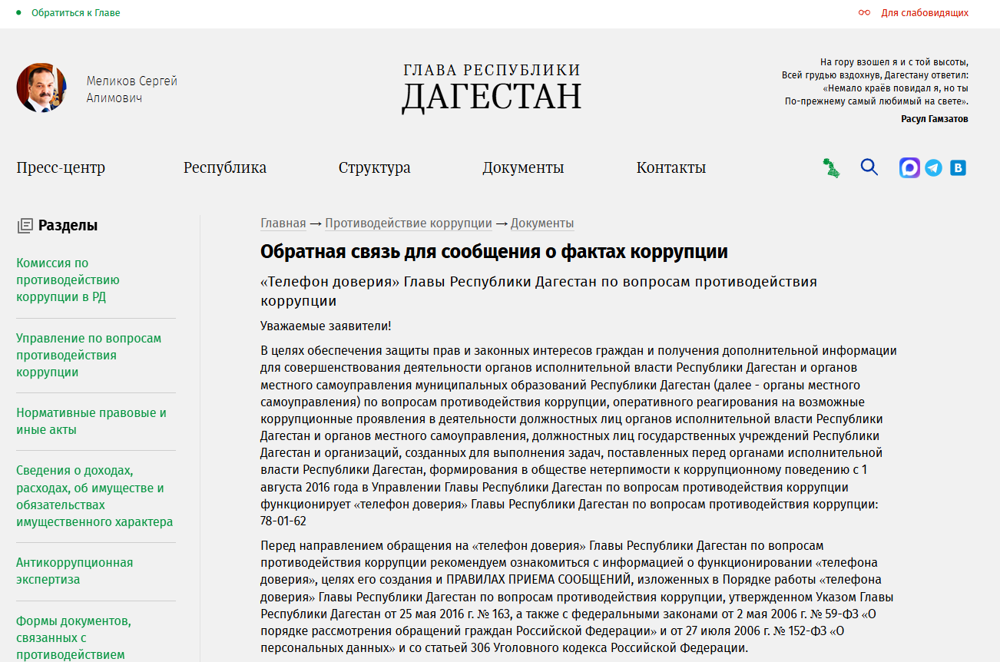 Обратиться к Главе
Для слабовидящих
Меликов Сергей
Алимович
ГЛАВА РЕСПУБЛИКИ
ДАГЕСТАН
На гору взошел я и с той высоты,
Всей грудью вздохнув, Дагестану ответил:
«Немало краёв повидал я, но ты
По-прежнему самый любимый на свете».
Расул Гамзатов
Пресс-центр
Республика
Структура
Документы
Контакты
Разделы
Комиссия по
противодействию
коррупции в РД
Управление по вопросам
противодействия
коррупции
Нормативные правовые и
иные акты
Сведения о доходах,
расходах, об имуществе и
обязательствах
имущественного характера
Антикоррупционная
экспертиза
Формы документов,
связанных с
противодействием
Главная → Противодействие коррупции → Документы
Обратная связь для сообщения о фактах коррупции
«Телефон доверия» Главы Республики Дагестан по вопросам противодействия
коррупции
Уважаемые заявители!
В целях обеспечения защиты прав и законных интересов граждан и получения дополнительной информации
для совершенствования деятельности органов исполнительной власти Республики Дагестан и органов
местного самоуправления муниципальных образований Республики Дагестан (далее - органы местного
самоуправления) по вопросам противодействия коррупции, оперативного реагирования на возможные
коррупционные проявления в деятельности должностных лиц органов исполнительной власти Республики
Дагестан и органов местного самоуправления, должностных лиц государственных учреждений Республики
Дагестан и организаций, созданных для выполнения задач, поставленных перед органами исполнительной
власти Республики Дагестан, формирования в обществе нетерпимости к коррупционному поведению с 1
августа 2016 года в Управлении Главы Республики Дагестан по вопросам противодействия коррупции
функционирует «телефон доверия» Главы Республики Дагестан по вопросам противодействия коррупции:
78-01-62
Перед направлением обращения на «телефон доверия» Главы Республики Дагестан по вопросам
противодействия коррупции рекомендуем ознакомиться с информацией о функционировании «телефона
доверия», целях его создания и ПРАВИЛАХ ПРИЕМА СООБЩЕНИЙ, изложенных в Порядке работы «телефона
доверия» Главы Республики Дагестан по вопросам противодействия коррупции, утвержденном Указом Главы
Республики Дагестан от 25 мая 2016 г. № 163, а также с федеральными законами от 2 мая 2006 г. № 59-ФЗ «О
порядке рассмотрения обращений граждан Российской Федерации» и от 27 июля 2006 г. № 152-ФЗ «О
персональных данных» и со статьей 306 Уголовного кодекса Российской Федерации.